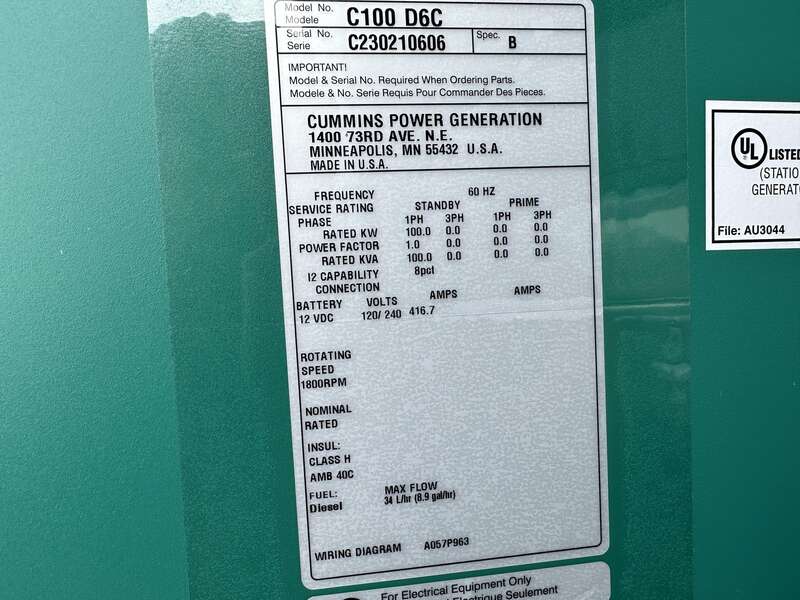 Model No. C100 D6C
Modele
Serial No. C230210606 Spec. B
Serie
IMPORTANT!
Model & Serial No. Required When Ordering Parts.
Modele & No. Serie Requis Pour Commander Des Pieces.
CUMMINS POWER GENERATION
1400 73RD AVE. N.E.
MINNEAPOLIS, MN 55432 U.S.A.
MADE IN U.S.A.
FREQUENCY 60 HZ
SERVICE RATING STANDBY PRIME
PHASE 1PH 3PH 1PH 3PH
RATED KW 100.0 0.0 0.0 0.0
POWER FACTOR 1.0 0.0 0.0 0.0
RATED KVA 100.0 0.0 0.0 0.0
I2 CAPABILITY 8pct
CONNECTION
BATTERY VOLTS AMPS AMPS
12 VDC 120/ 240 416.7
ROTATING
SPEED
1800RPM
NOMINAL
RATED
INSUL:
CLASS H
AMB 40C
FUEL: MAX FLOW
Diesel 34 L/hr (8.9 gal/hr)
WIRING DIAGRAM A057P963
For Electrical Equipment Only
Electrique Seulement
UL LISTED
(STATIO
GENERATO
File: AU3044